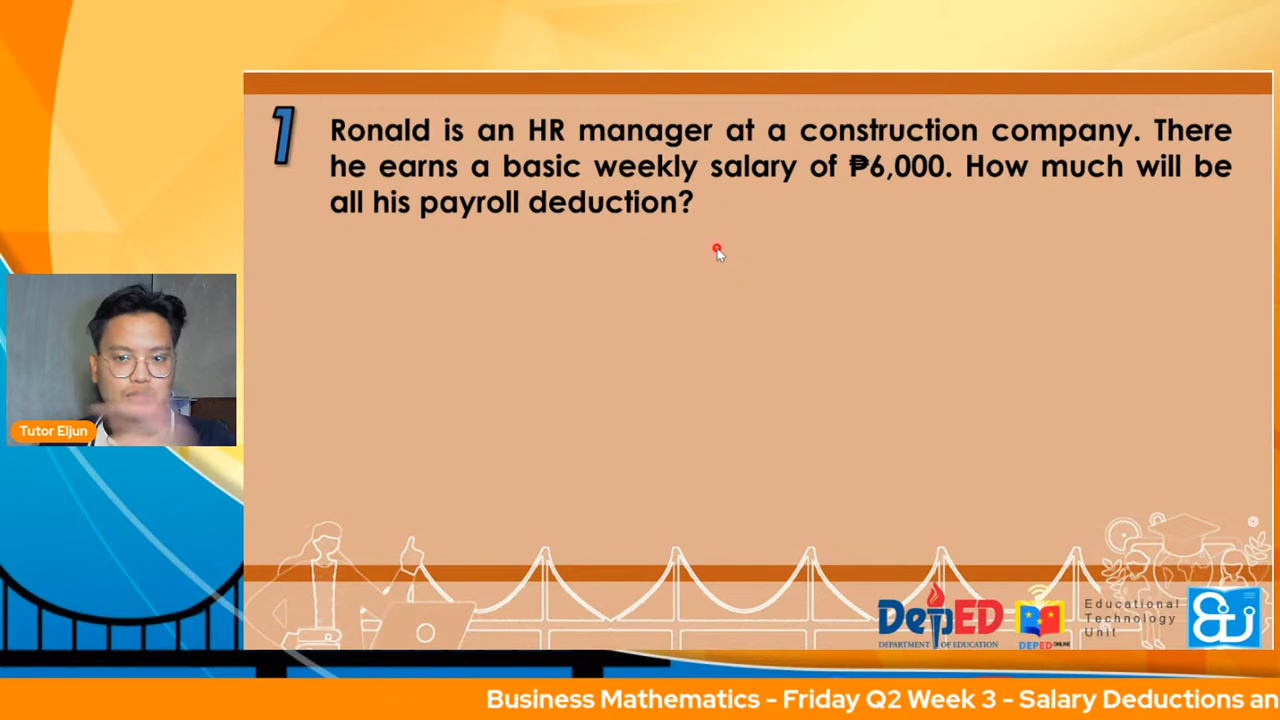 1
Ronald is an HR manager at a construction company. There
he earns a basic weekly salary of ₱6,000. How much will be
all his payroll deduction?
Tutor Eljun
DepED
DEPARTMENT OF EDUCATION
DEPED ONLINE
Educational
Technology
Unit
Business Mathematics - Friday Q2 Week 3 - Salary Deductions an